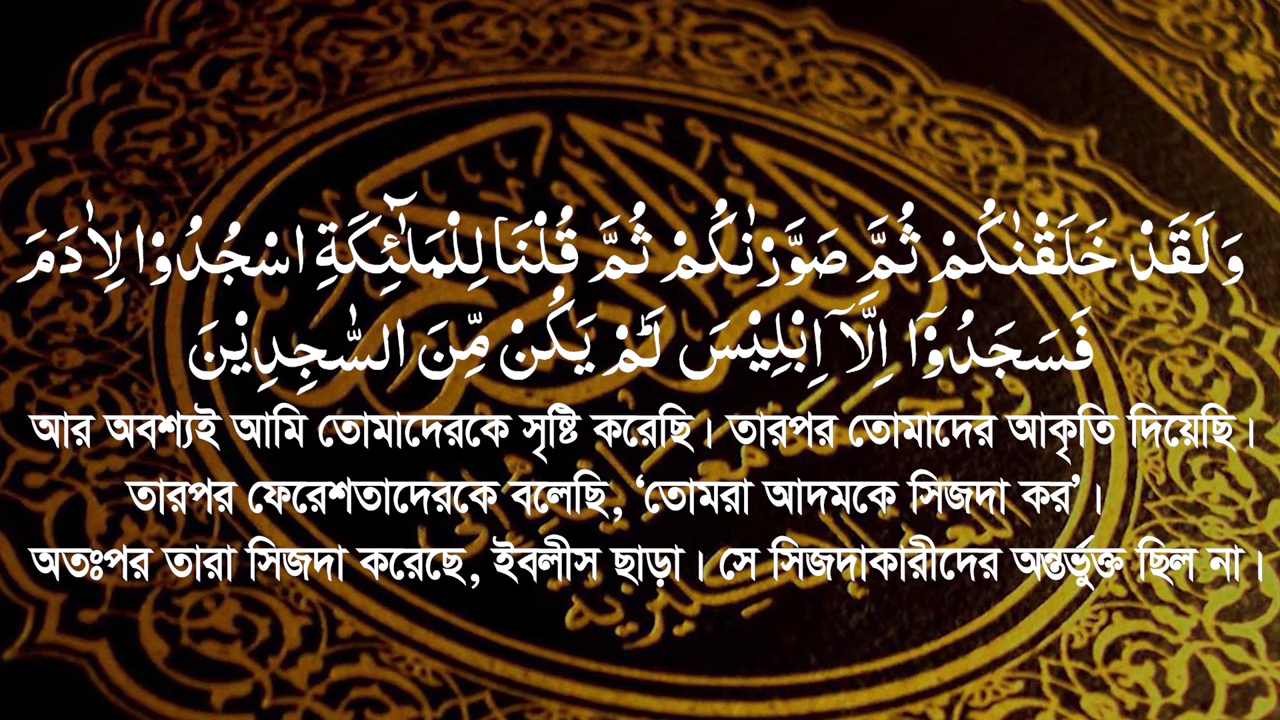 وَلَقَدْ خَلَقْنٰكُمْ ثُمَّ صَوَّرْنٰكُمْ ثُمَّ قُلْنَا لِلْمَلٰٓئِكَةِ اسْجُدُوْا لِاٰدَمَ
فَسَجَدُوْٓا اِلَّآ اِبْلِيْسَ لَمْ يَكُنْ مِّنَ السّٰجِدِيْنَ
আর অবশ্যই আমি তোমাদেরকে সৃষ্টি করেছি। তারপর তোমাদের আকৃতি দিয়েছি।
তারপর ফেরেশতাদেরকে বলেছি, ‘তোমরা আদমকে সিজদা কর’।
অতঃপর তারা সিজদা করেছে, ইবলীস ছাড়া। সে সিজদাকারীদের অন্তর্ভুক্ত ছিল না।